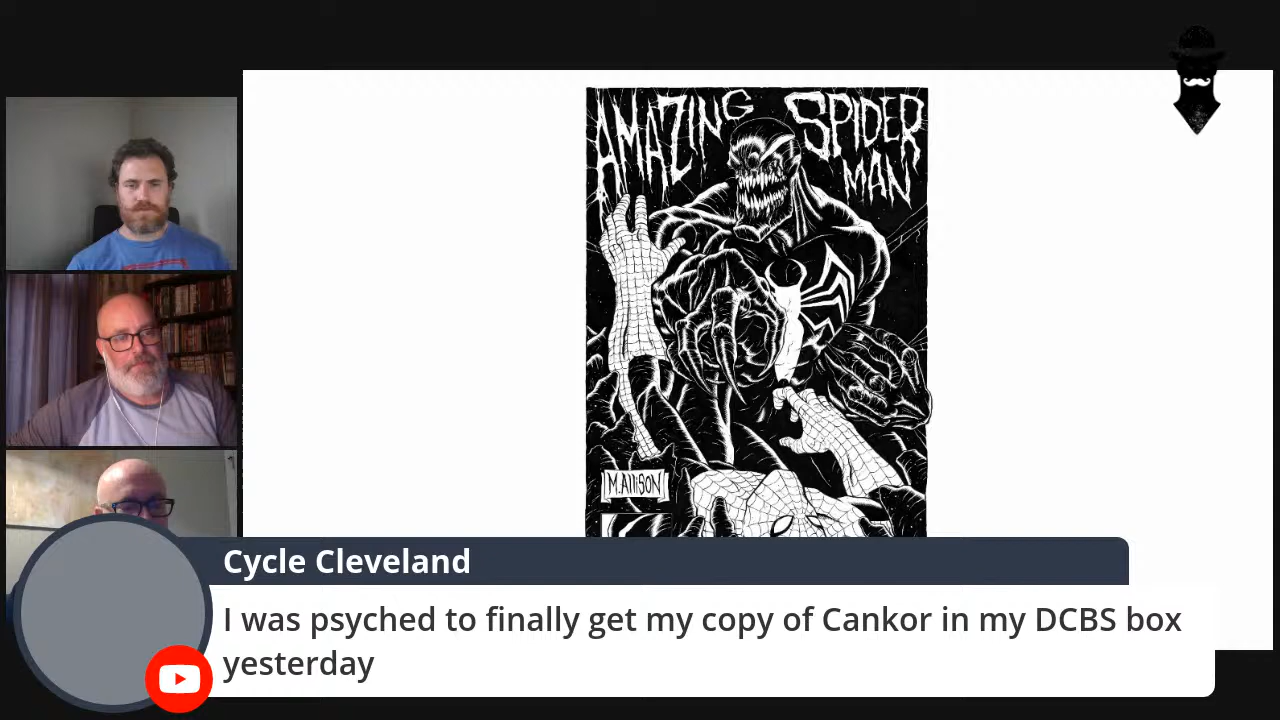 AMAZING SPIDER
MAN
M.AlliSON
Cycle Cleveland
I was psyched to finally get my copy of Cankor in my DCBS box
yesterday